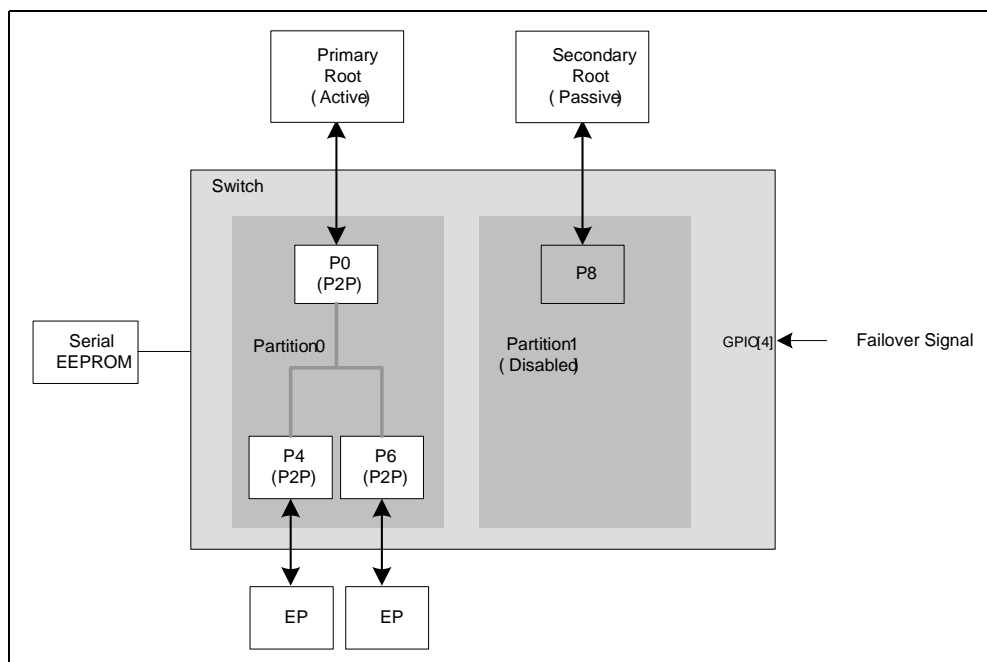 Primary
Root
( Active)
Secondary
Root
( Passive)
Switch
P0
(P2P)
P8
Serial
EEPROM
Partition0
Partition1
( Disabled)
GPIO[4]
Failover Signal
P4
(P2P)
P6
(P2P)
EP
EP